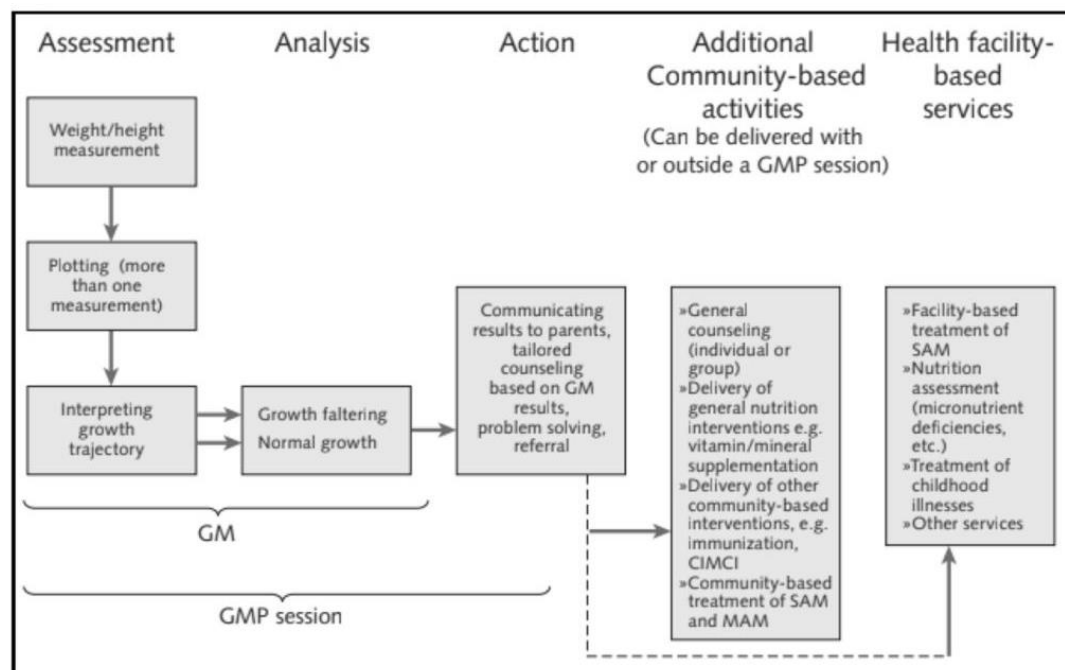 Assessment
Analysis
Action
Additional
Community-based
activities
(Can be delivered with
or outside a GMP session)
Health facility-
based
services
Weight/height
measurement
Plotting (more
than one
measurement)
Interpreting
growth
trajectory
Growth faltering
Normal growth
Communicating
results to parents,
tailored
counseling
based on GM
results,
problem solving,
referral
»General
counseling
(individual or
group)
»Delivery of
general nutrition
interventions e.g.
vitamin/mineral
supplementation
»Delivery of other
community-based
interventions, e.g.
immunization,
CIMCI
»Community-based
treatment of SAM
and MAM
»Facility-based
treatment of
SAM
»Nutrition
assessment
(micronutrient
deficiencies,
etc.)
»Treatment of
childhood
illnesses
»Other services
GM
GMP session